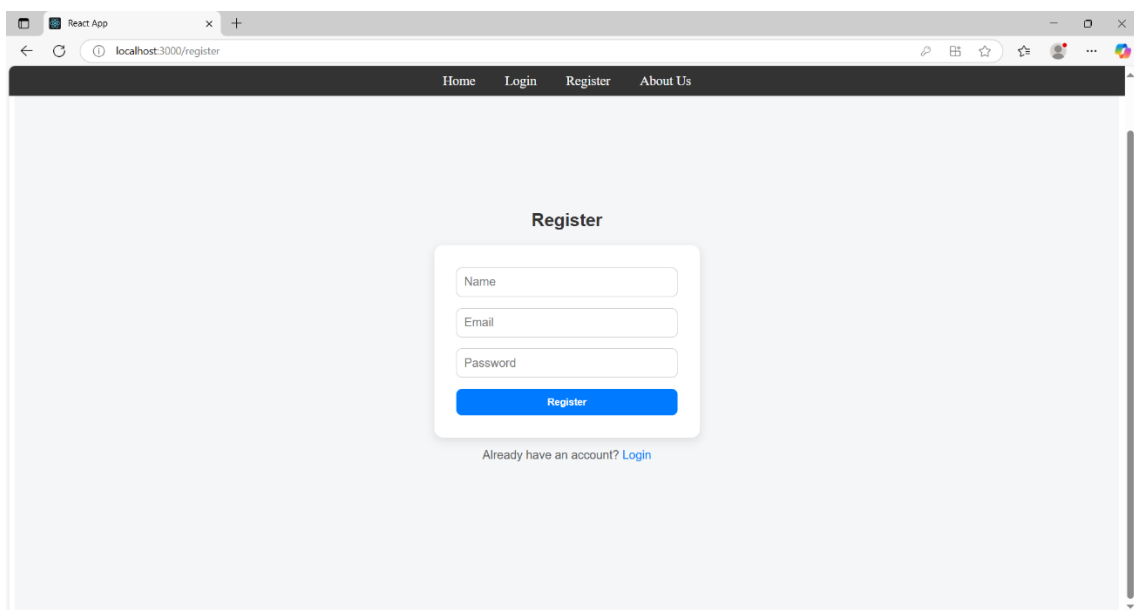 React App
localhost:3000/register
Home Login Register About Us
Register
Name
Email
Password
Register
Already have an account? Login